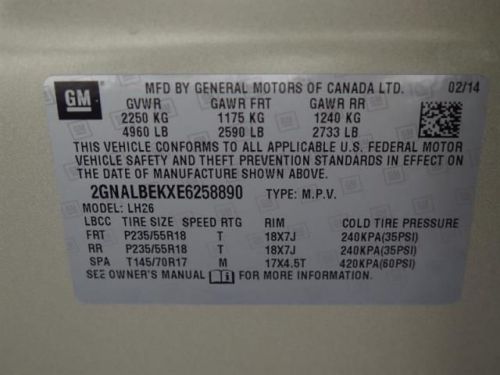 GM
MFD BY GENERAL MOTORS OF CANADA LTD. 02/14
GVWR GAWR FRT GAWR RR
2250 KG 1175 KG 1240 KG
4960 LB 2590 LB 2733 LB
THIS VEHICLE CONFORMS TO ALL APPLICABLE U.S. FEDERAL MOTOR
VEHICLE SAFETY AND THEFT PREVENTION STANDARDS IN EFFECT ON
THE DATE OF MANUFACTURE SHOWN ABOVE.
2GNALBEKXE6258890 TYPE: M.P.V.
MODEL: LH26
LBCC TIRE SIZE SPEED RTG RIM COLD TIRE PRESSURE
FRT P235/55R18 T 18X7J 240KPA(35PSI)
RR P235/55R18 T 18X7J 240KPA(35PSI)
SPA T145/70R17 M 17X4.5T 420KPA(60PSI)
SEE OWNER'S MANUAL FOR MORE INFORMATION.